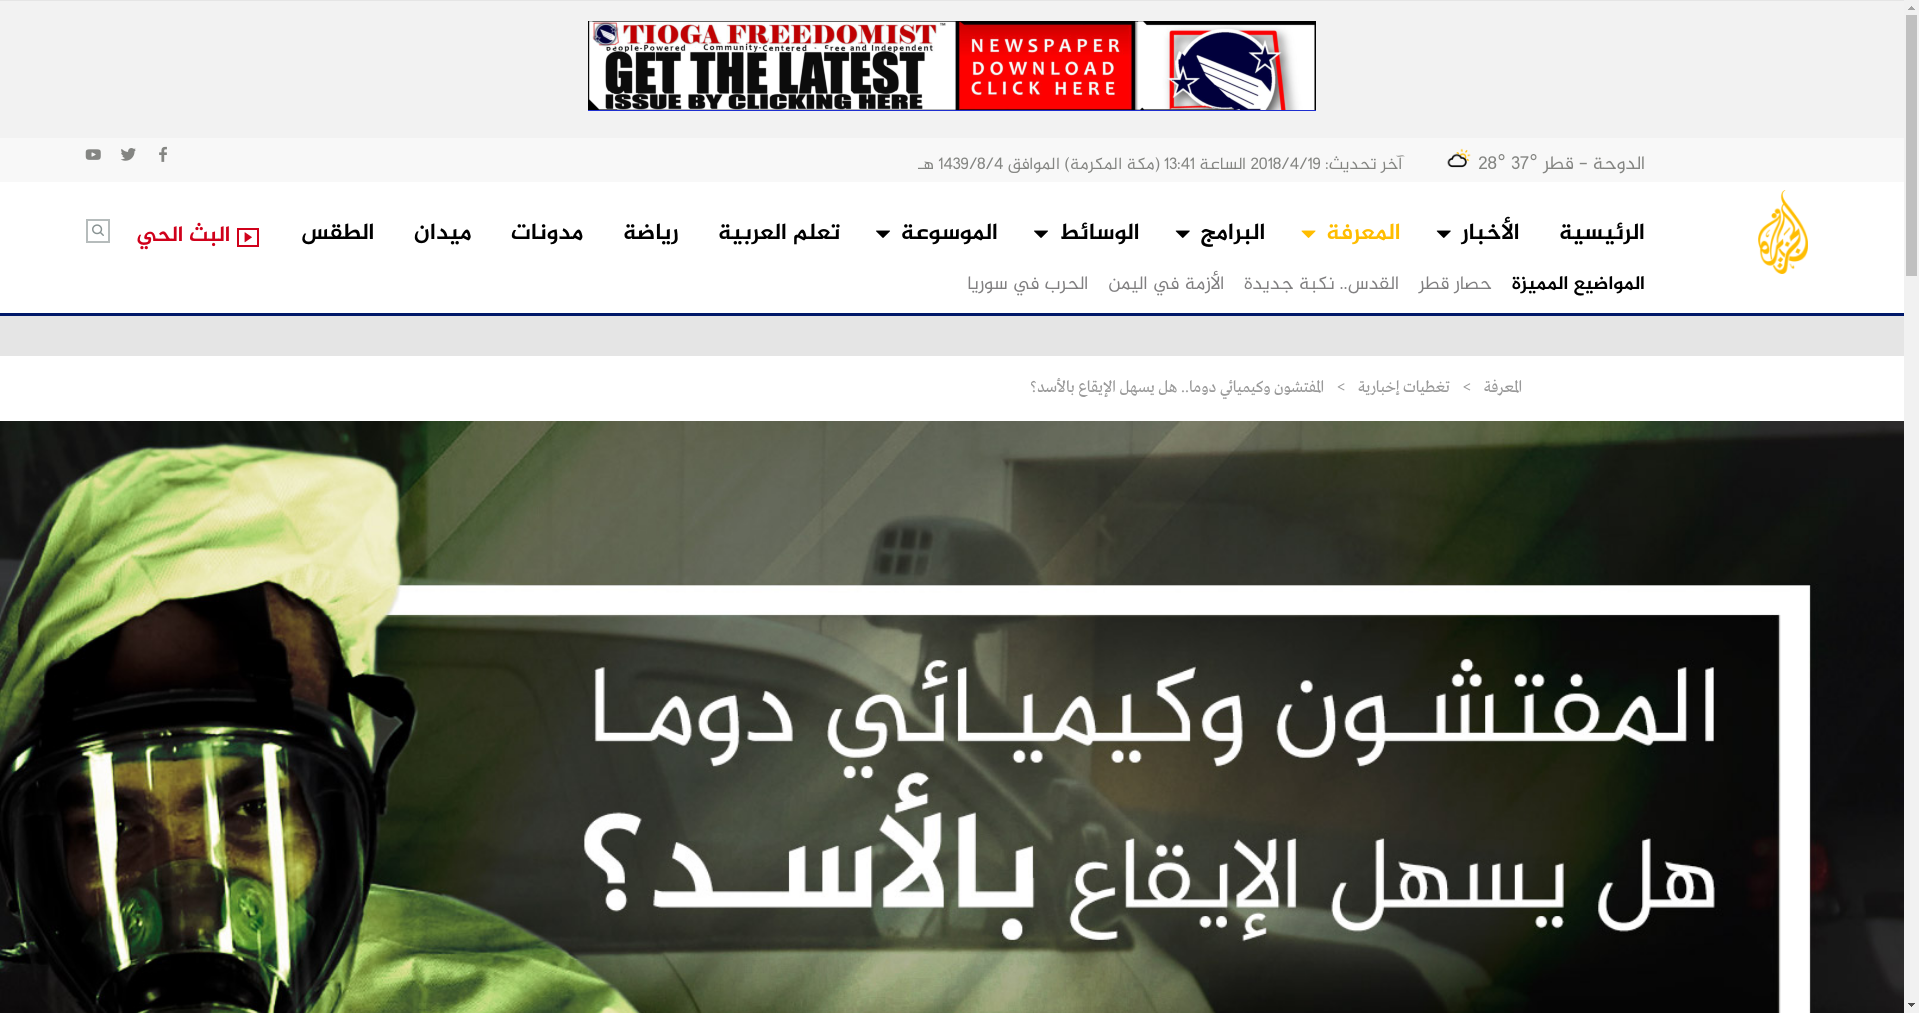 TIOGA FREEDOMIST™
People-Powered Community-Centered · Free and Independent
GET THE LATEST
ISSUE BY CLICKING HERE
NEWSPAPER
DOWNLOAD
CLICK HERE
الدوحة - قطر 37° 28° آخر تحديث: 2018/4/19 الساعة 13:41 (مكة المكرمة) الموافق 1439/8/4 هـ
الرئيسية الأخبار المعرفة البرامج الوسائط الموسوعة تعلم العربية رياضة مدونات ميدان الطقس البث الحي
الجزيرة
المواضيع المميزة حصار قطر القدس.. نكبة جديدة الأزمة في اليمن الحرب في سوريا
المعرفة > تغطيات إخبارية > المفتشون وكيميائي دوما.. هل يسهل الإيقاع بالأسد؟
المفتشون وكيميائي دوما
هل يسهل الإيقاع بالأسد؟